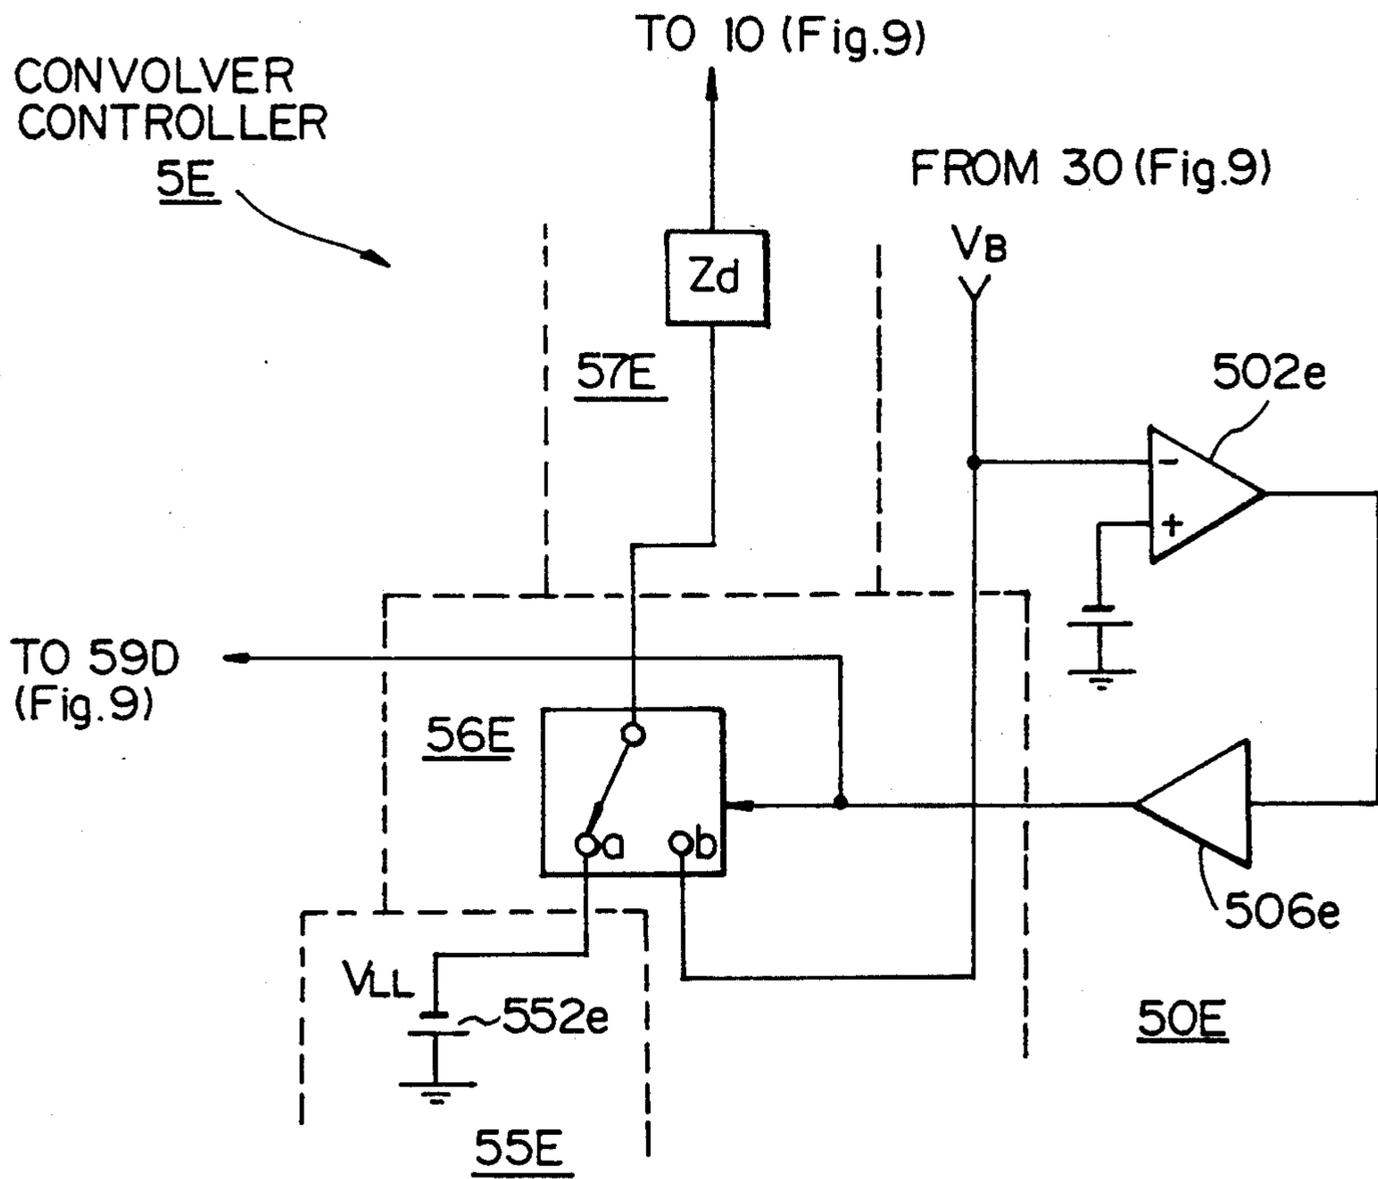 TO 10 (Fig.9)
CONVOLVER
CONTROLLER
5E
FROM 30 (Fig.9)
VB
Zd
57E
502e
-
+
TO 59D
(Fig.9)
56E
a
b
506e
VLL
552e
50E
55E